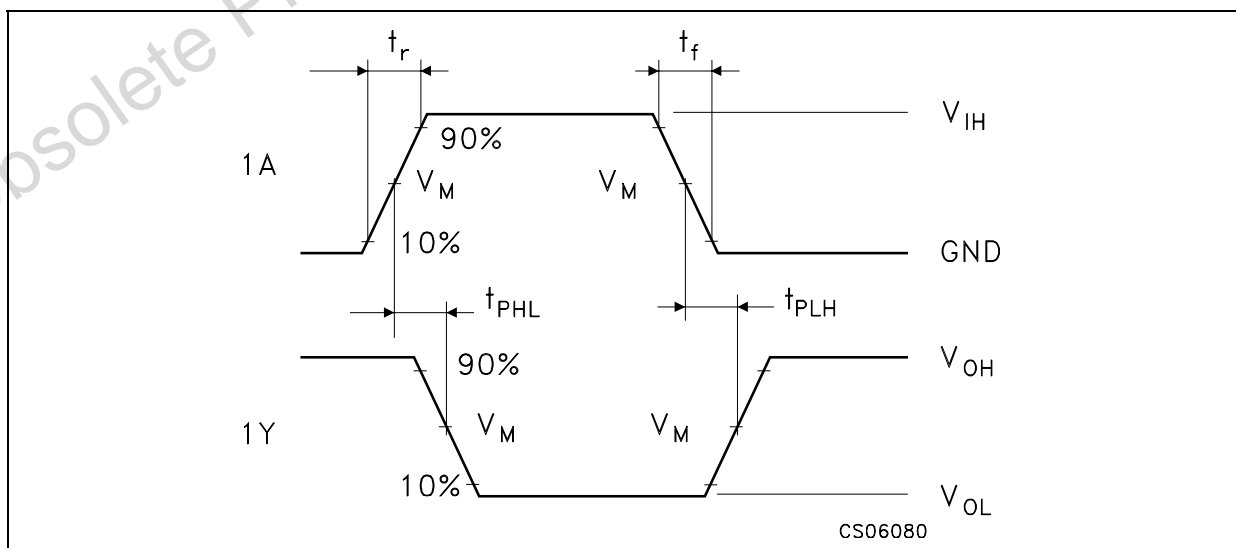 t_r
t_f
V_IH
90%
1A
V_M
V_M
10%
GND
t_PHL
t_PLH
90%
V_OH
1Y
V_M
V_M
10%
V_OL
CS06080